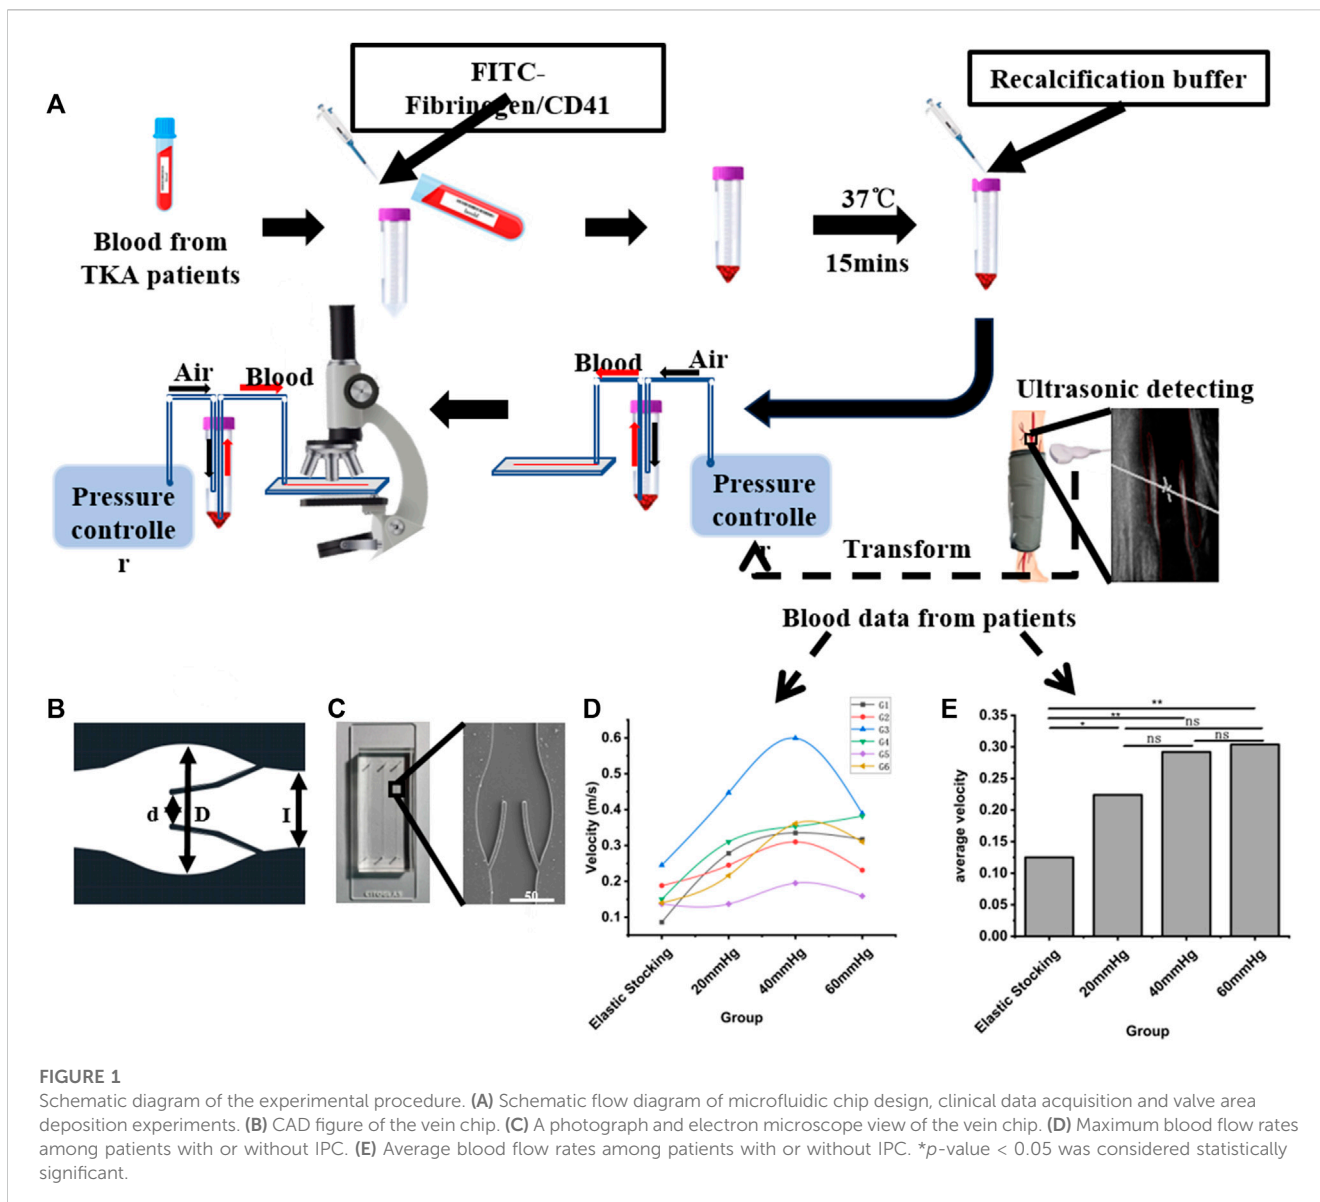 A
FITC-
Fibrinogen/CD41
Recalcification buffer
Blood from
TKA patients
37℃
15mins
Air
Blood
Pressure
controlle
r
Blood
Air
Pressure
controlle
r
Ultrasonic detecting
Transform
Blood data from patients
B
d
D
I
C
50
D
G1
G2
G3
G4
G5
G6
Velocity (m/s)
0.6
0.5
0.4
0.3
0.2
0.1
Elastic Stocking
20mmHg
40mmHg
60mmHg
Group
E
average velocity
0.35
0.30
0.25
0.20
0.15
0.10
0.05
0.00
**
**
*
ns
ns
ns
Elastic Stocking
20mmHg
40mmHg
60mmHg
Group
FIGURE 1
Schematic diagram of the experimental procedure. (A) Schematic flow diagram of microfluidic chip design, clinical data acquisition and valve area
deposition experiments. (B) CAD figure of the vein chip. (C) A photograph and electron microscope view of the vein chip. (D) Maximum blood flow rates
among patients with or without IPC. (E) Average blood flow rates among patients with or without IPC. *p-value < 0.05 was considered statistically
significant.